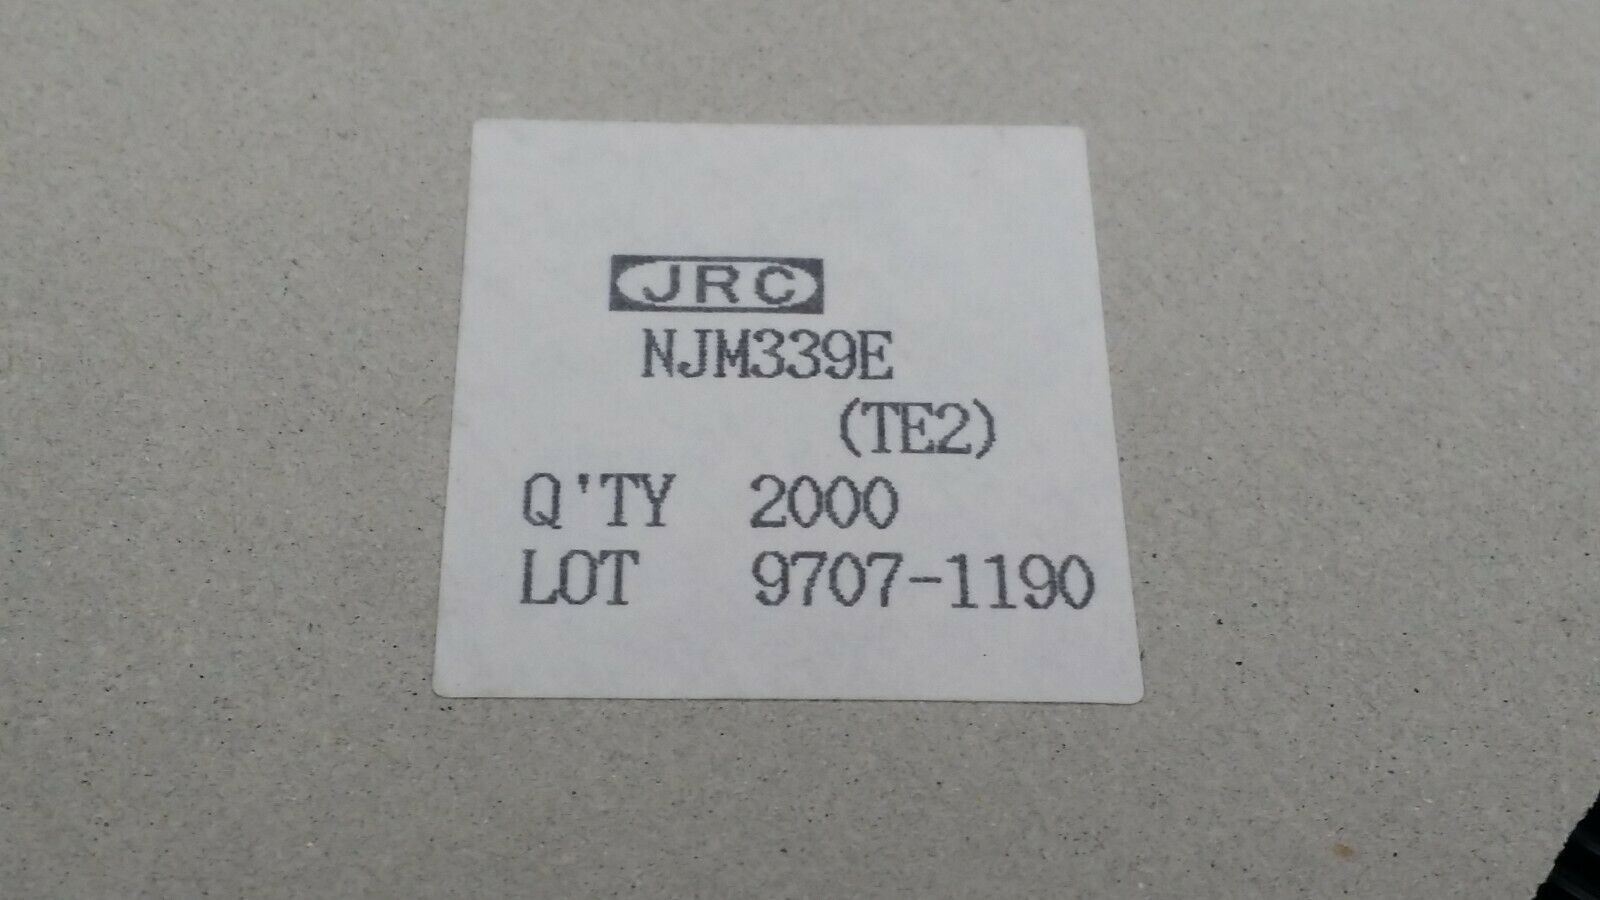 JRC
NJM339E
(TE2)
Q'TY 2000
LOT 9707-1190